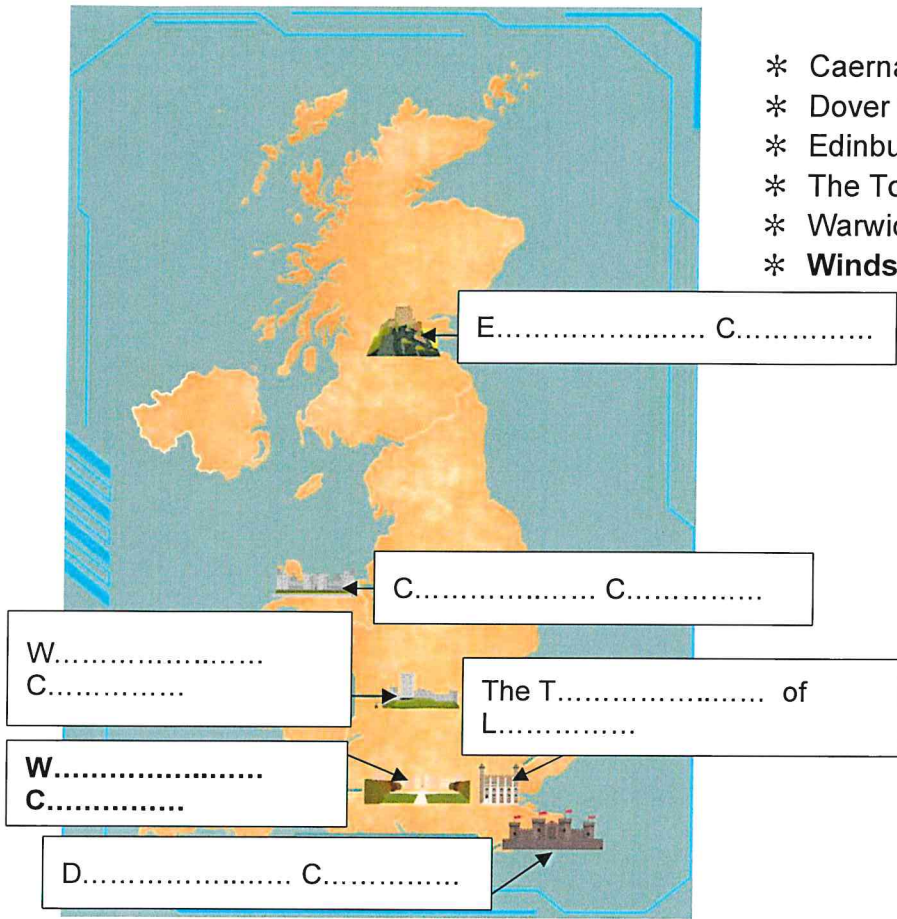 * Caerna
* Dover
* Edinbu
* The To
* Warwic
* Winds
E…………………… C……………
C………………… C……………
W……………………
C……………
The T…………………… of
L……………
W……………………
C……………
D…………………… C……………